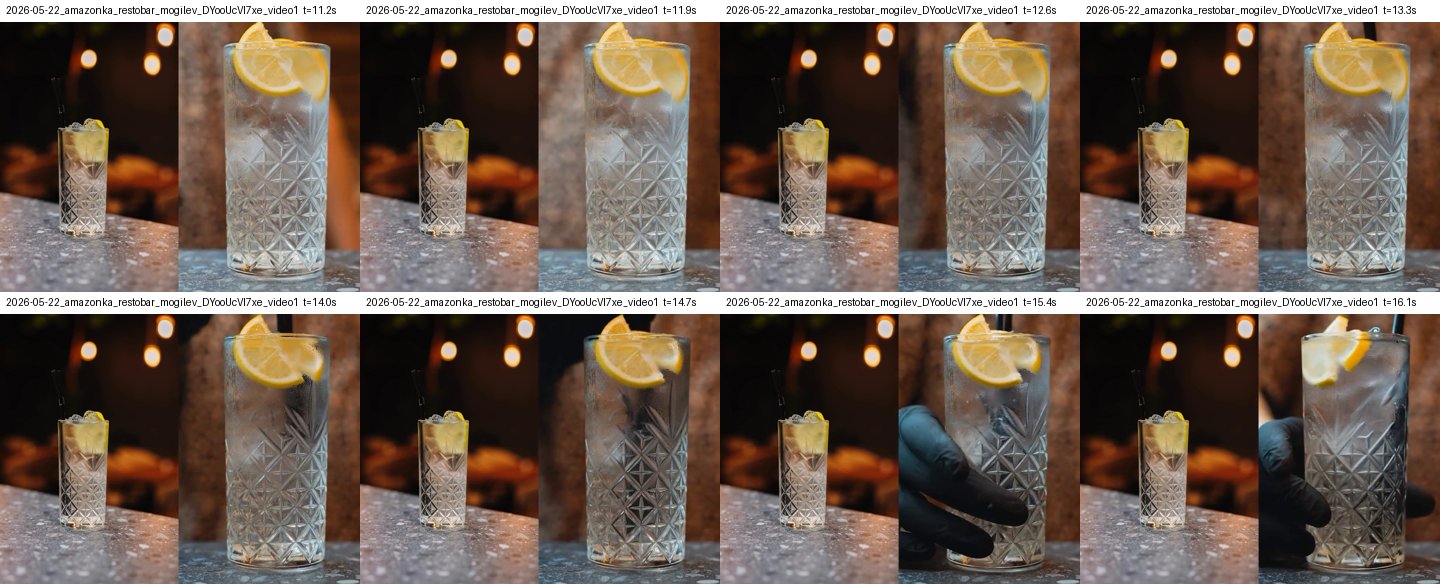 2026-05-22_amazonka_restobar_mogilev_DYooUcVI7xe_video1 t=11.2s
2026-05-22_amazonka_restobar_mogilev_DYooUcVI7xe_video1 t=11.9s
2026-05-22_amazonka_restobar_mogilev_DYooUcVI7xe_video1 t=12.6s
2026-05-22_amazonka_restobar_mogilev_DYooUcVI7xe_video1 t=13.3s
2026-05-22_amazonka_restobar_mogilev_DYooUcVI7xe_video1 t=14.0s
2026-05-22_amazonka_restobar_mogilev_DYooUcVI7xe_video1 t=14.7s
2026-05-22_amazonka_restobar_mogilev_DYooUcVI7xe_video1 t=15.4s
2026-05-22_amazonka_restobar_mogilev_DYooUcVI7xe_video1 t=16.1s